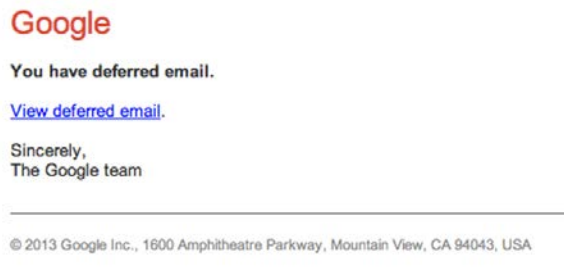 Google
You have deferred email.
View deferred email.
Sincerely,
The Google team
© 2013 Google Inc., 1600 Amphitheatre Parkway, Mountain View, CA 94043, USA